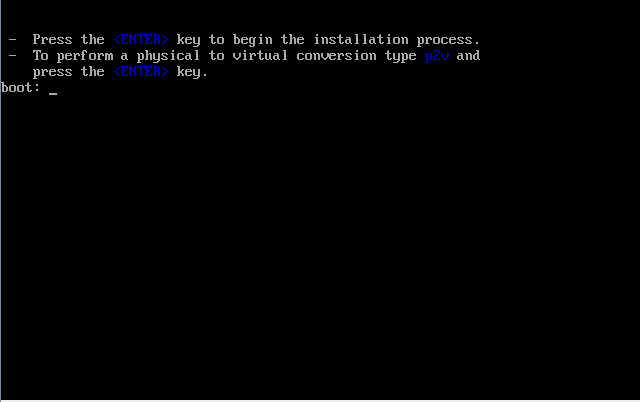 -  Press the <ENTER> key to begin the installation process.
-  To perform a physical to virtual conversion type p2v and
press the <ENTER> key.
boot: _